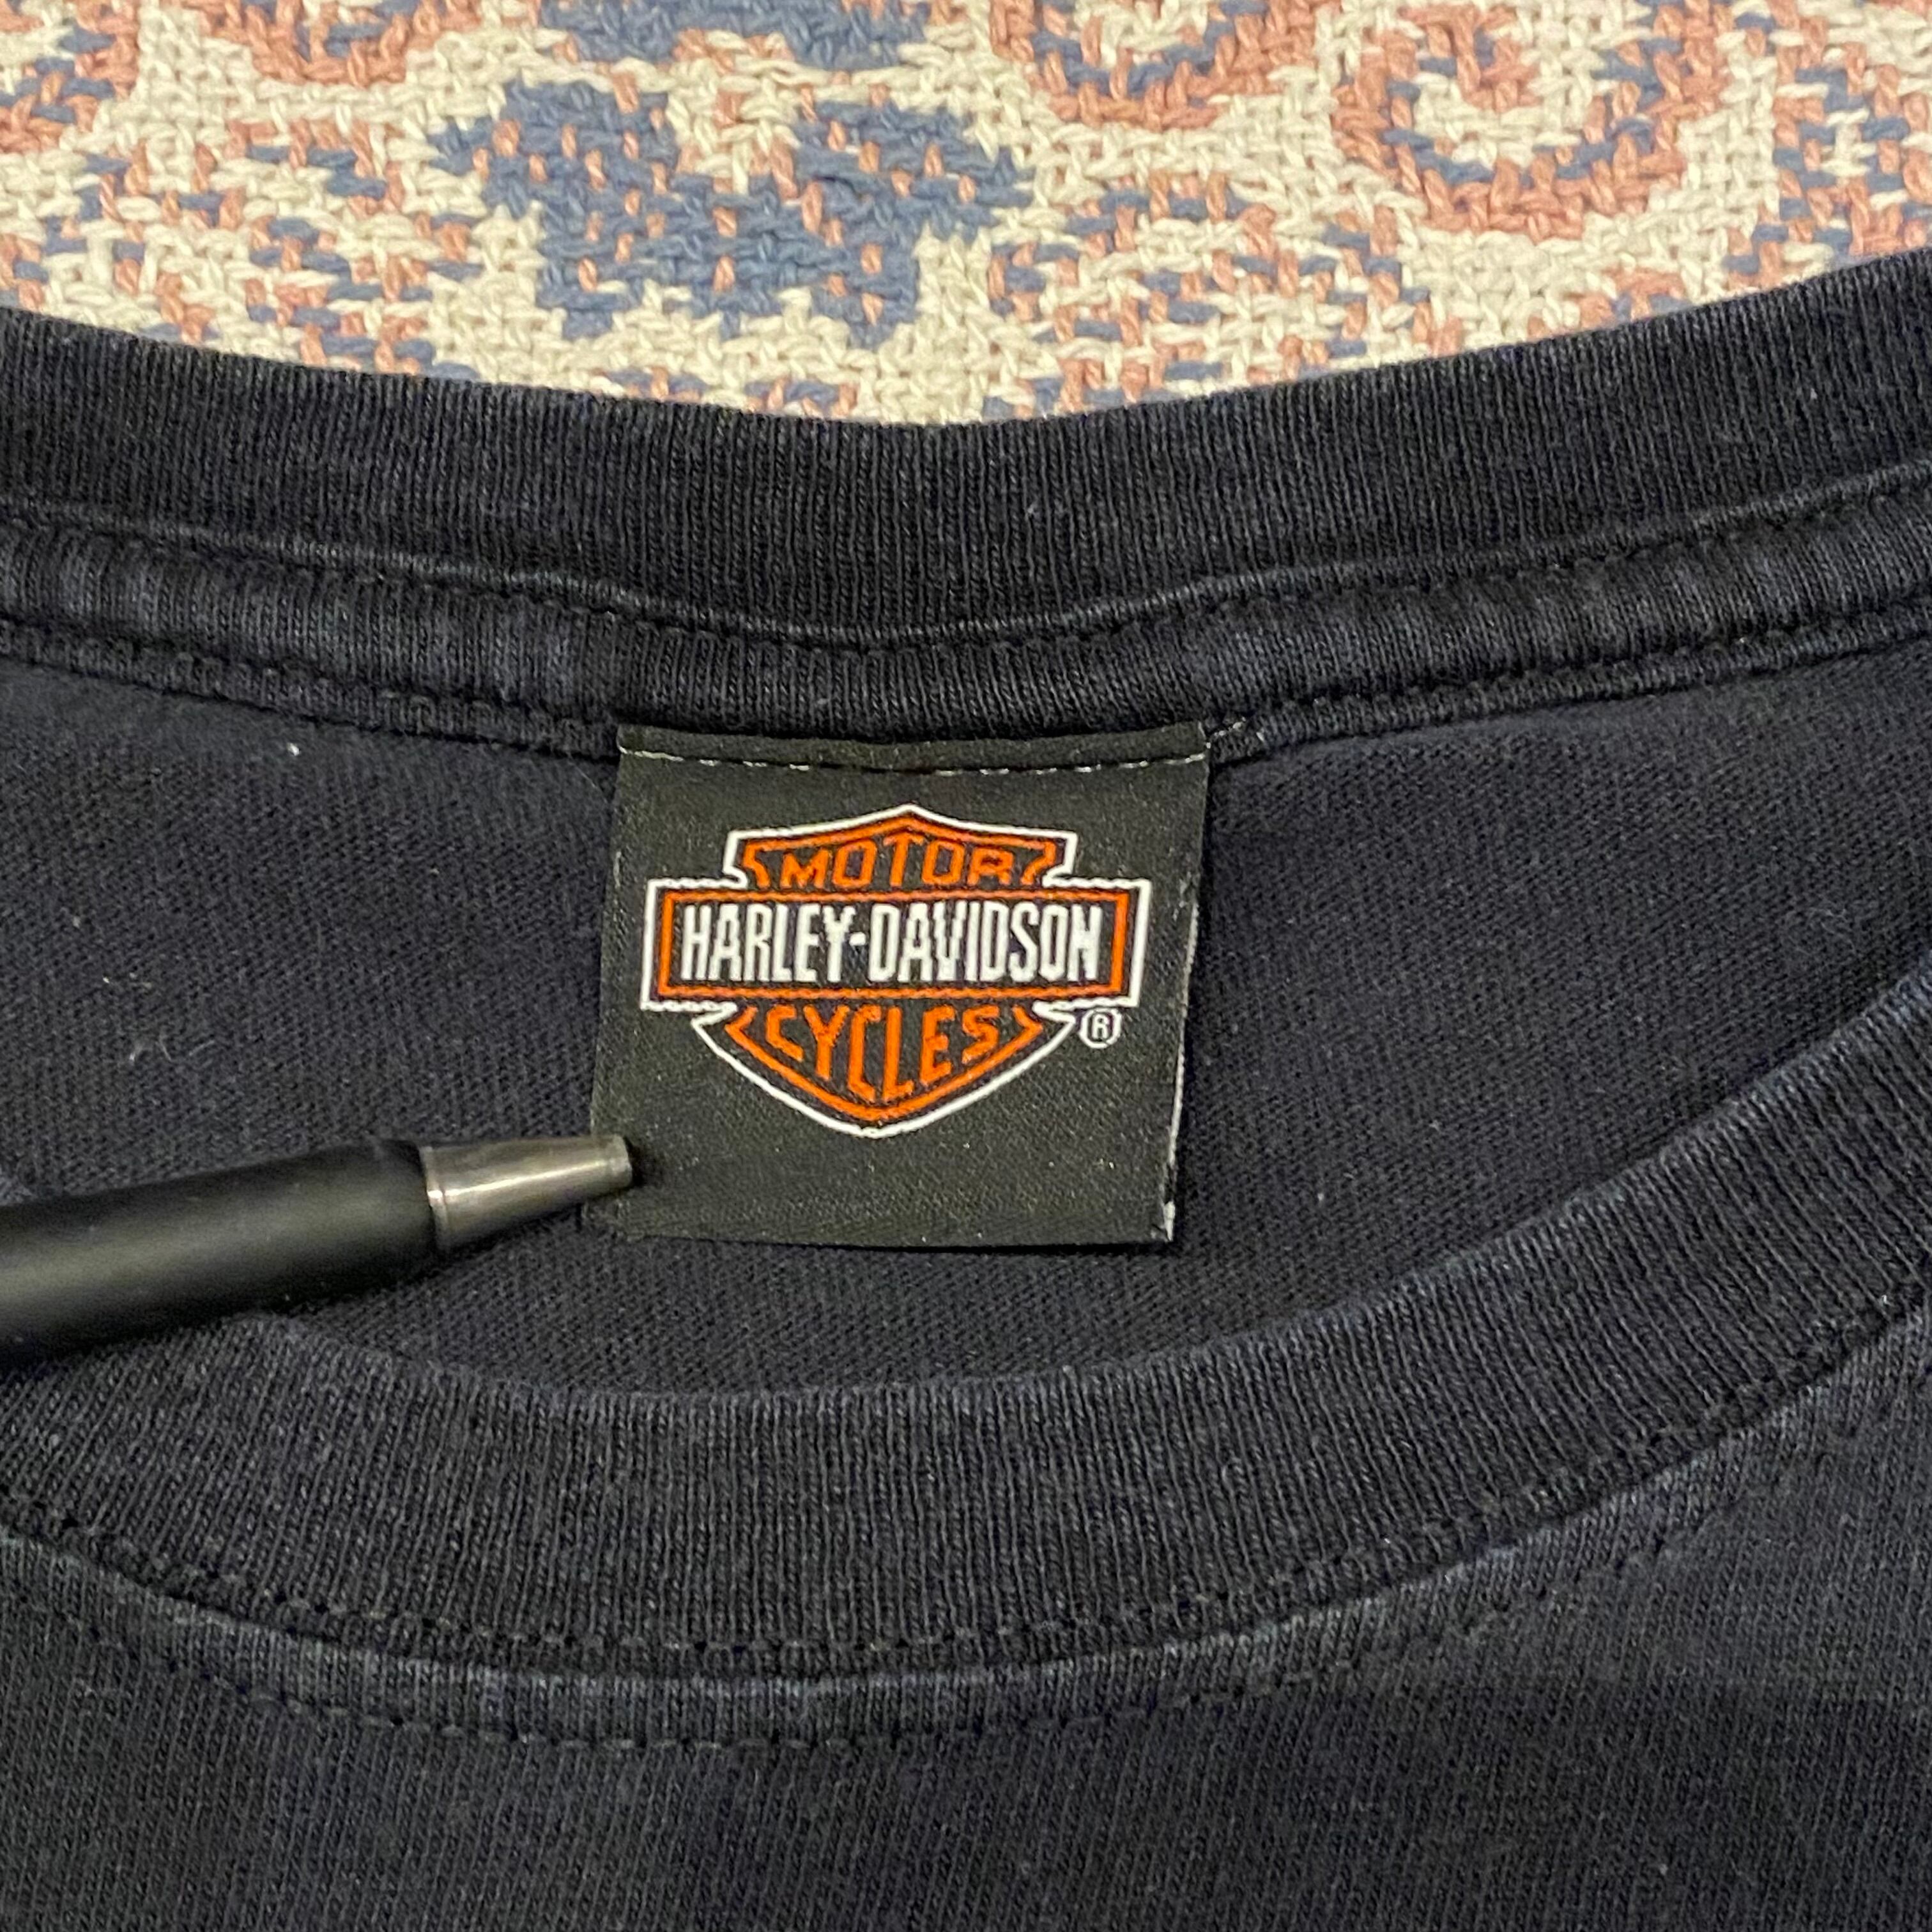 MOTOR
HARLEY-DAVIDSON
CYCLES
®